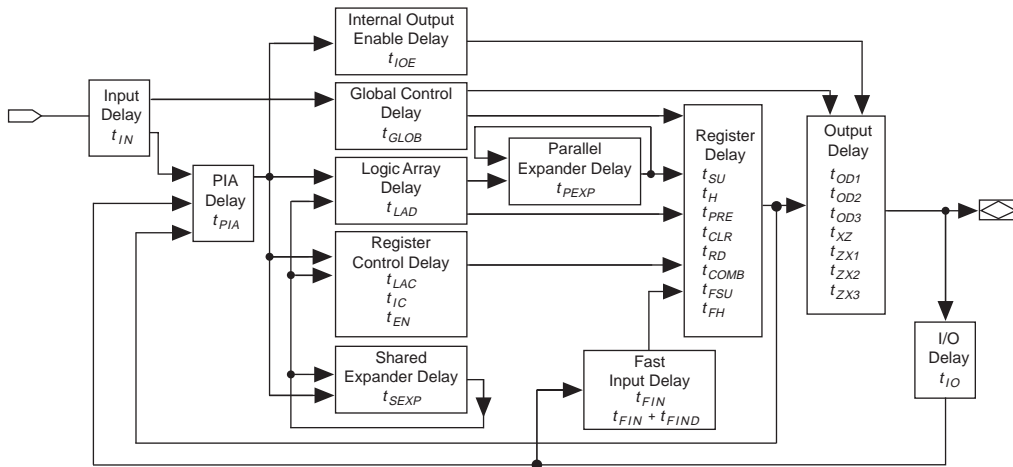 Internal Output
Enable Delay
tIOE
Input
Delay
tIN
Global Control
Delay
tGLOB
Register
Delay
tSU
tH
tPRE
tCLR
tRD
tCOMB
tFSU
tFH
Output
Delay
tOD1
tOD2
tOD3
tXZ
tZX1
tZX2
tZX3
Parallel
Expander Delay
tPEXP
PIA
Delay
tPIA
Logic Array
Delay
tLAD
Register
Control Delay
tLAC
tIC
tEN
I/O
Delay
tIO
Shared
Expander Delay
tSEXP
Fast
Input Delay
tFIN
tFIN + tFIND